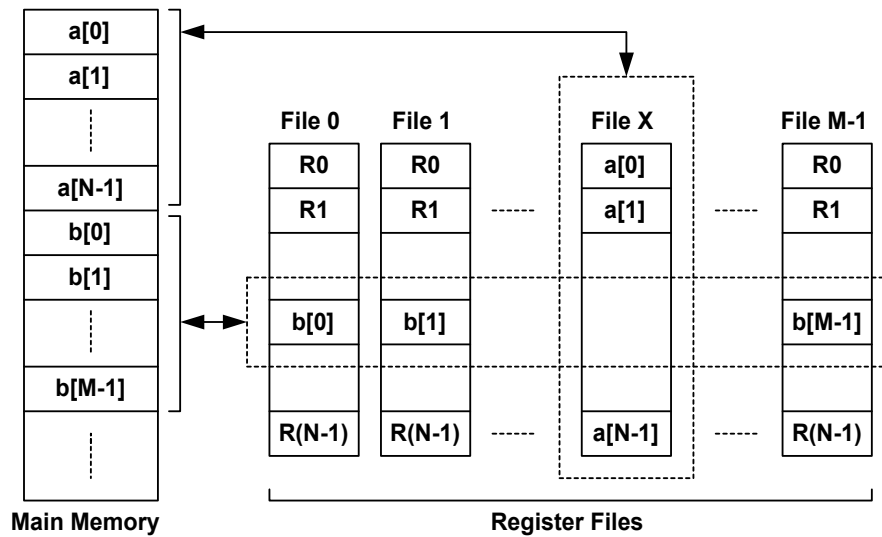 a[0]
a[1]
a[N-1]
b[0]
b[1]
b[M-1]
Main Memory
File 0 File 1 File X File M-1
R0 R0 a[0] R0
R1 R1 a[1] R1
b[0] b[1] b[M-1]
R(N-1) R(N-1) a[N-1] R(N-1)
Register Files